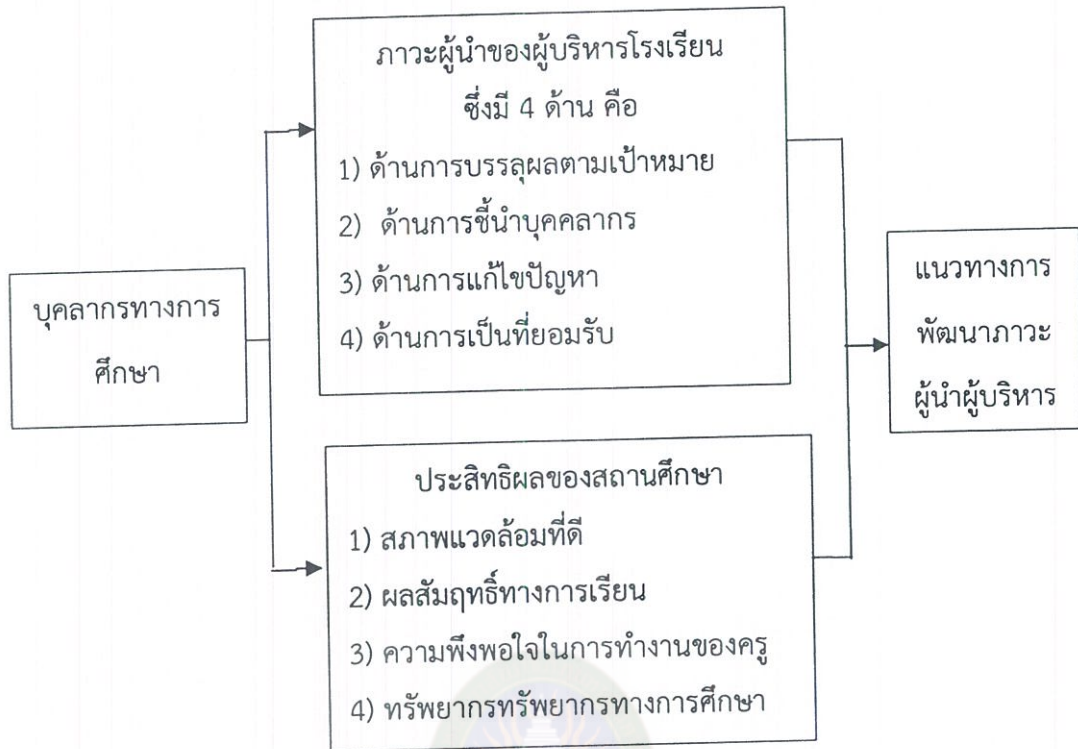 ภาวะผู้นำของผู้บริหารโรงเรียน
ซึ่งมี 4 ด้าน คือ
1) ด้านการบรรลุผลตามเป้าหมาย
2) ด้านการชี้นำบุคคลากร
3) ด้านการแก้ไขปัญหา
4) ด้านการเป็นที่ยอมรับ
บุคลากรทางการ
ศึกษา
แนวทางการ
พัฒนาภาวะ
ผู้นำผู้บริหาร
ประสิทธิผลของสถานศึกษา
1) สภาพแวดล้อมที่ดี
2) ผลสัมฤทธิ์ทางการเรียน
3) ความพึงพอใจในการทำงานของครู
4) ทรัพยากรทรัพยากรทางการศึกษา